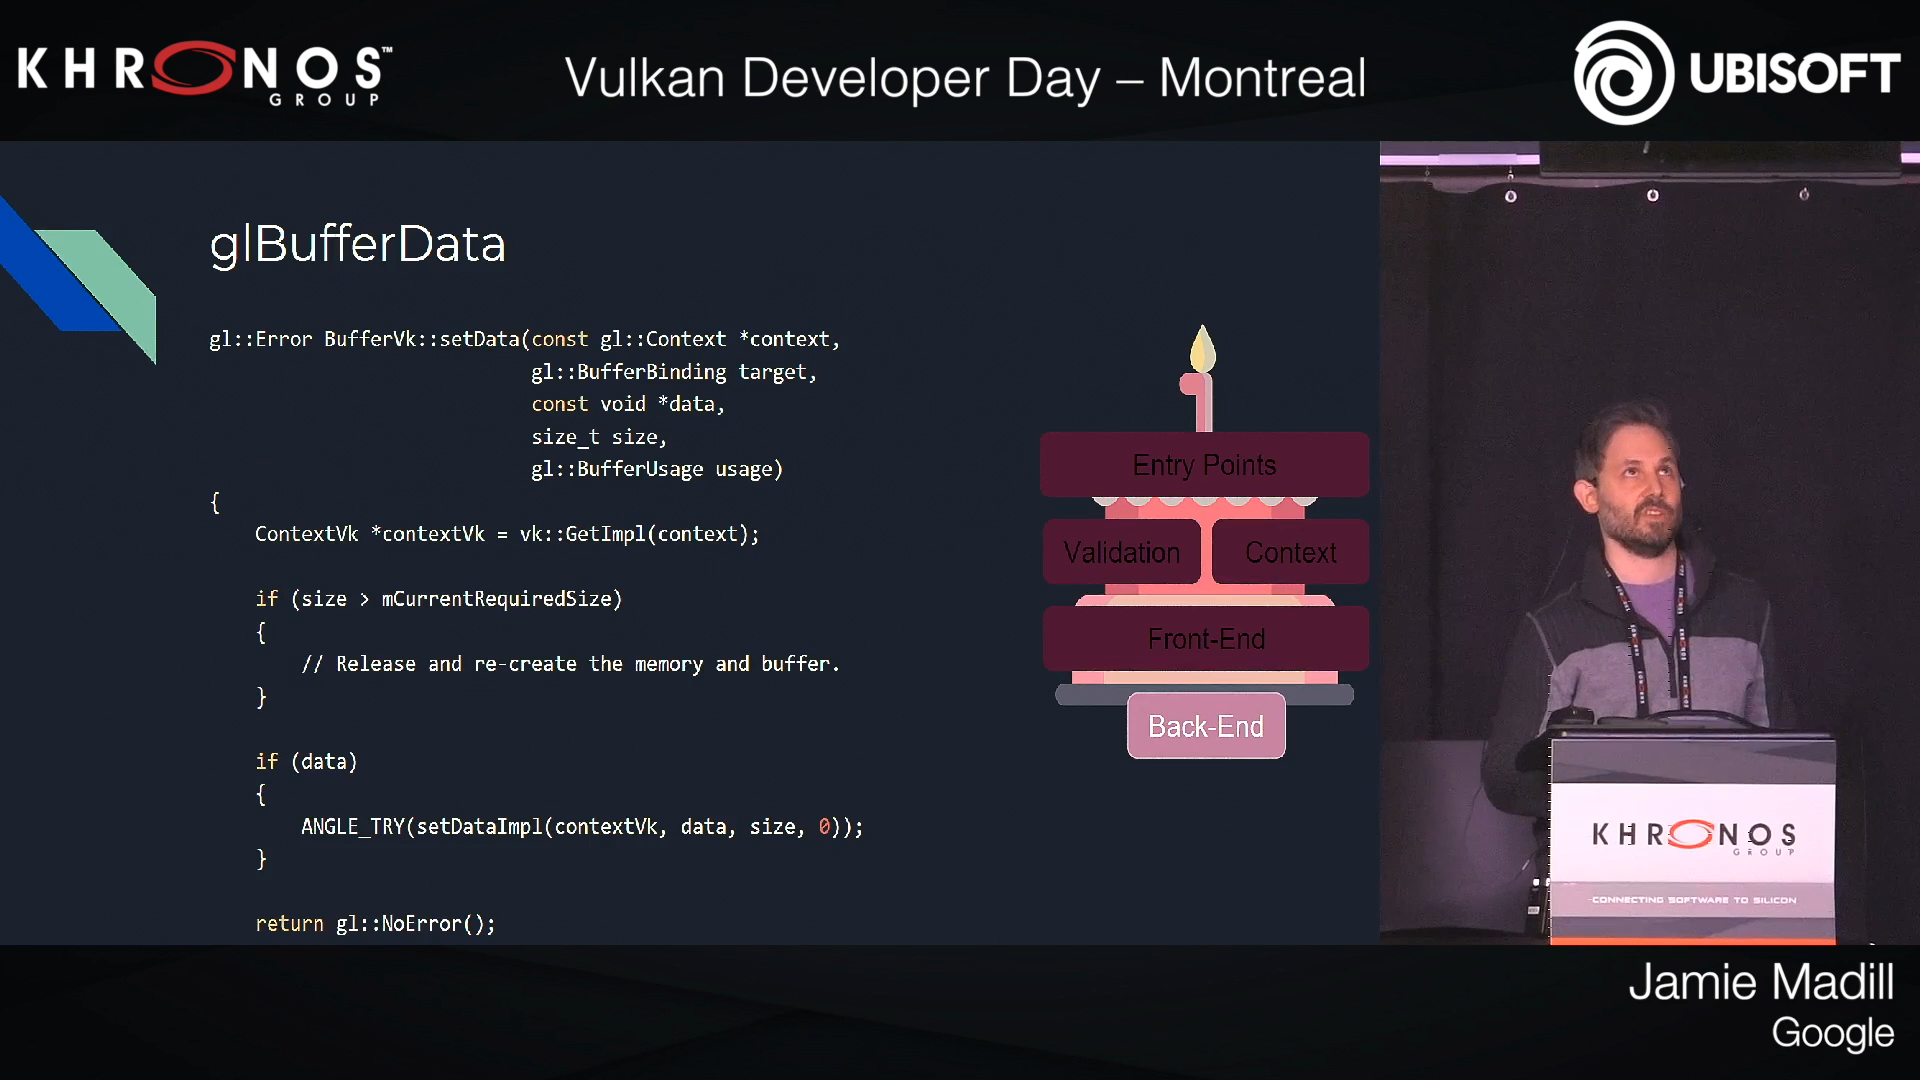 KHRONOS™
GROUP
Vulkan Developer Day – Montreal
UBISOFT
glBufferData
gl::Error BufferVk::setData(const gl::Context *context,
gl::BufferBinding target,
const void *data,
size_t size,
gl::BufferUsage usage)
{
ContextVk *contextVk = vk::GetImpl(context);
if (size > mCurrentRequiredSize)
{
// Release and re-create the memory and buffer.
}
if (data)
{
ANGLE_TRY(setDataImpl(contextVk, data, size, 0));
}
return gl::NoError();
Entry Points
Validation
Context
Front-End
Back-End
KHRONOS
GROUP
CONNECTING SOFTWARE TO SILICON
Jamie Madill
Google